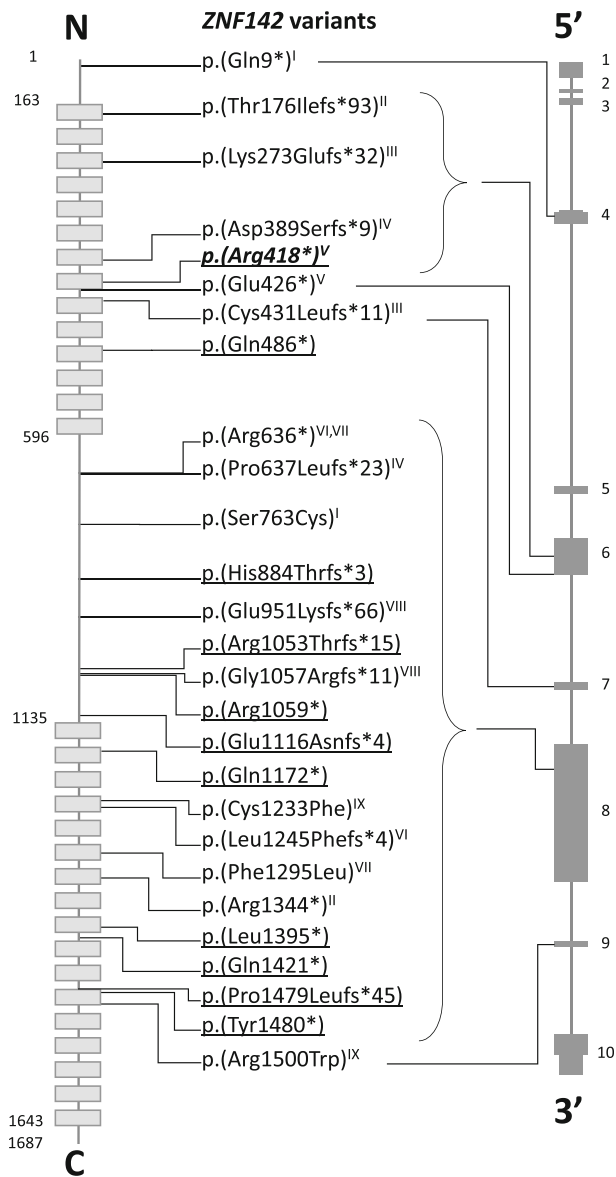 N
ZNF142 variants
5’
1
163
596
1135
1643
1687
C
p.(Gln9*)I
p.(Thr176Ilefs*93)II
p.(Lys273Glufs*32)III
p.(Asp389Serfs*9)IV
p.(Arg418*)V
p.(Glu426*)V
p.(Cys431Leufs*11)III
p.(Gln486*)
p.(Arg636*)VI,VII
p.(Pro637Leufs*23)IV
p.(Ser763Cys)I
p.(His884Thrfs*3)
p.(Glu951Lysfs*66)VIII
p.(Arg1053Thrfs*15)
p.(Gly1057Argfs*11)VIII
p.(Arg1059*)
p.(Glu1116Asnfs*4)
p.(Gln1172*)
p.(Cys1233Phe)IX
p.(Leu1245Phefs*4)VI
p.(Phe1295Leu)VII
p.(Arg1344*)II
p.(Leu1395*)
p.(Gln1421*)
p.(Pro1479Leufs*45)
p.(Tyr1480*)
p.(Arg1500Trp)IX
1
2
3
4
5
6
7
8
9
10
3’